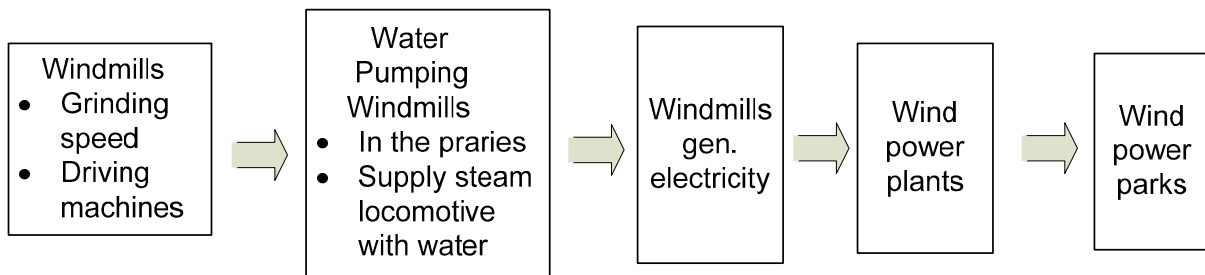 Windmills
• Grinding
speed
• Driving
machines
Water
Pumping
Windmills
• In the praries
• Supply steam
locomotive
with water
Windmills
gen.
electricity
Wind
power
plants
Wind
power
parks